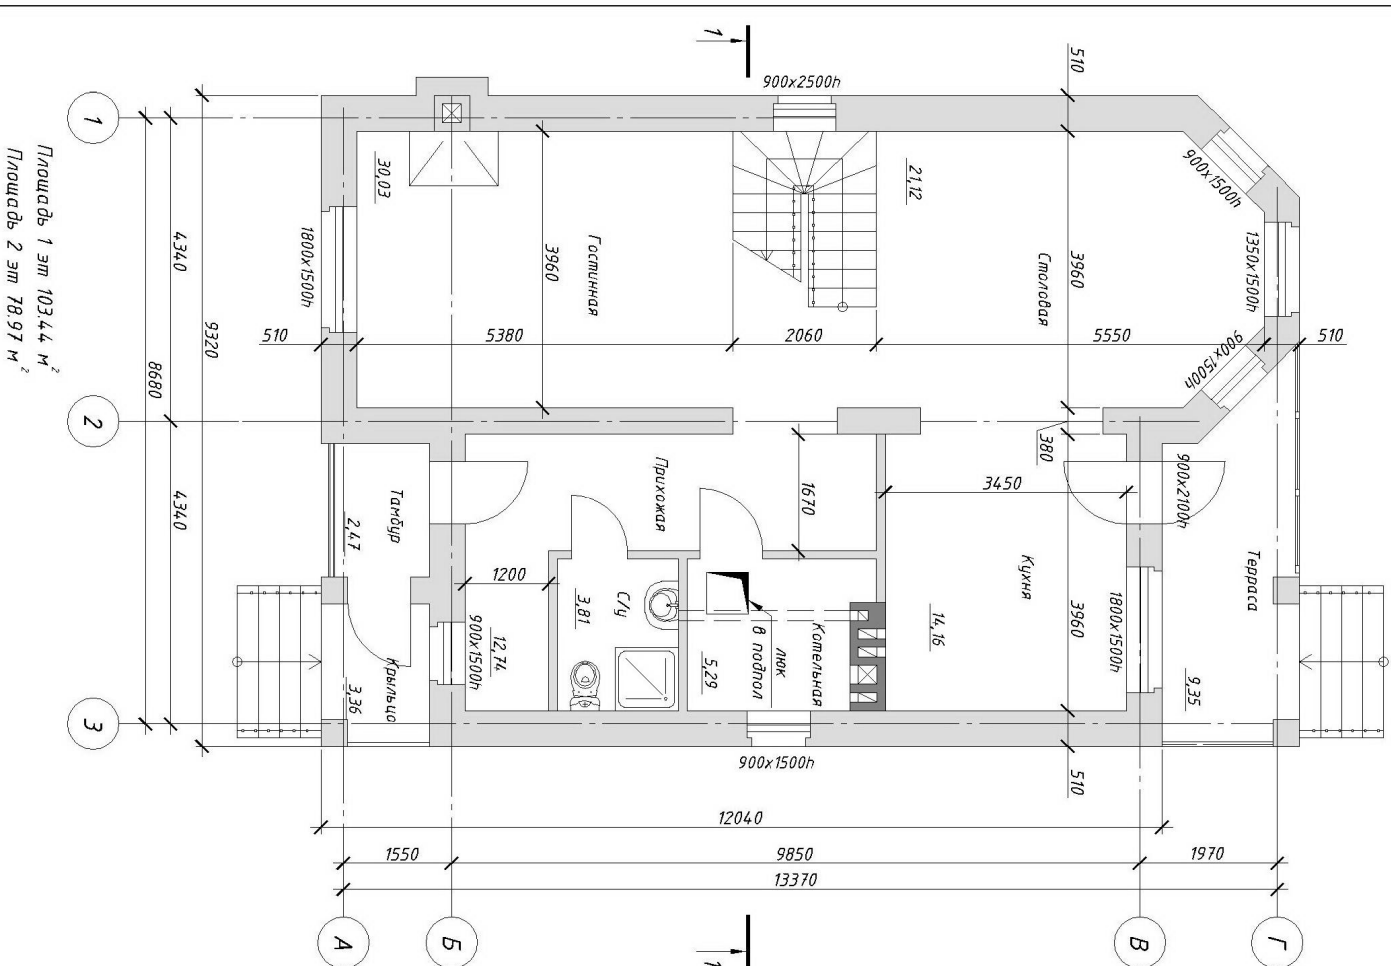 1
900x2500h
510
1
30,03
21,12
900x1500h
Площадь 1 эт 103.44 м²
Площадь 2 эт 78.97 м²
4340
9320
8680
1800x1500h
3960
Гостинная
Столовая
3960
1350x1500h
510
5380
2060
5550
510
900x1500h
2
380
900x2100h
4340
Тамбур
2,47
Прихожая
1670
3450
Кухня
Терраса
1200
С/у
3,81
12,74
900x1500h
Котельная
люк
в подпол
5,29
14,16
3960
1800x1500h
9,35
Крыльцо
3,36
3
900x1500h
510
12040
1550
9850
1970
13370
А
Б
В
Г
1